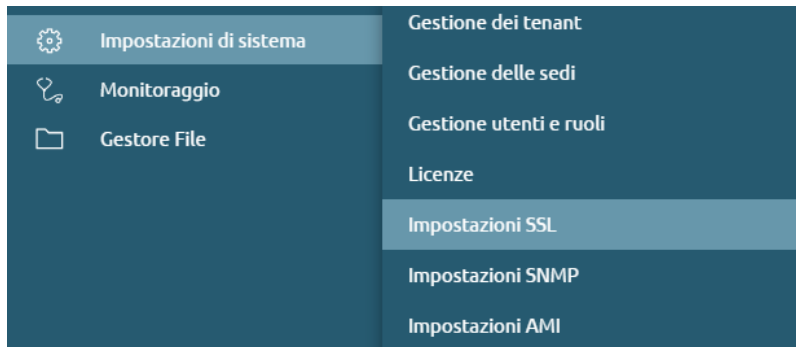 Impostazioni di sistema
Monitoraggio
Gestore File
Gestione dei tenant
Gestione delle sedi
Gestione utenti e ruoli
Licenze
Impostazioni SSL
Impostazioni SNMP
Impostazioni AMI